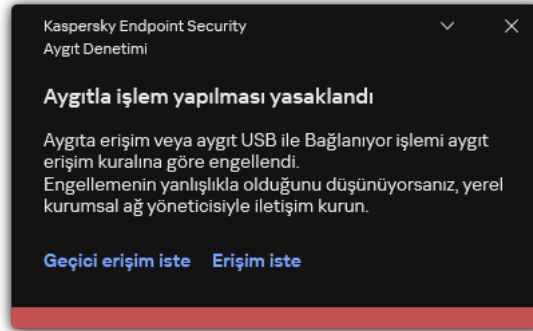 Kaspersky Endpoint Security
Aygıt Denetimi
Aygıtla işlem yapılması yasaklandı
Aygıta erişim veya aygıt USB ile Bağlanıyor işlemi aygıt
erişim kuralına göre engellendi.
Engellemenin yanlışlıkla olduğunu düşünüyorsanız, yerel
kurumsal ağ yöneticisiyle iletişim kurun.
Geçici erişim iste Erişim iste